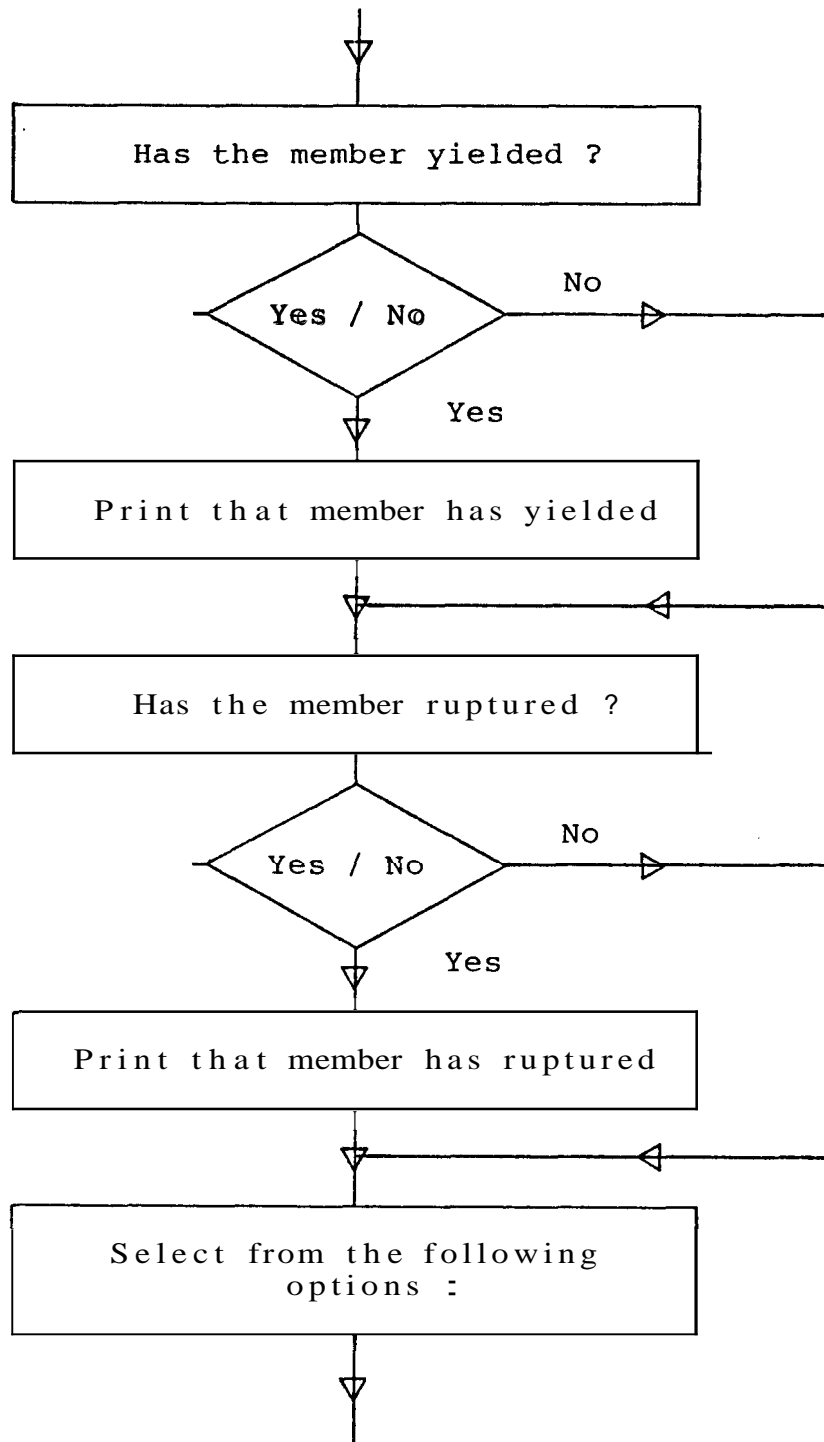 Has the member yielded ?
Yes / No
No
Yes
Print that member has yielded
Has the member ruptured ?
Yes / No
No
Yes
Print that member has ruptured
Select from the following
options :